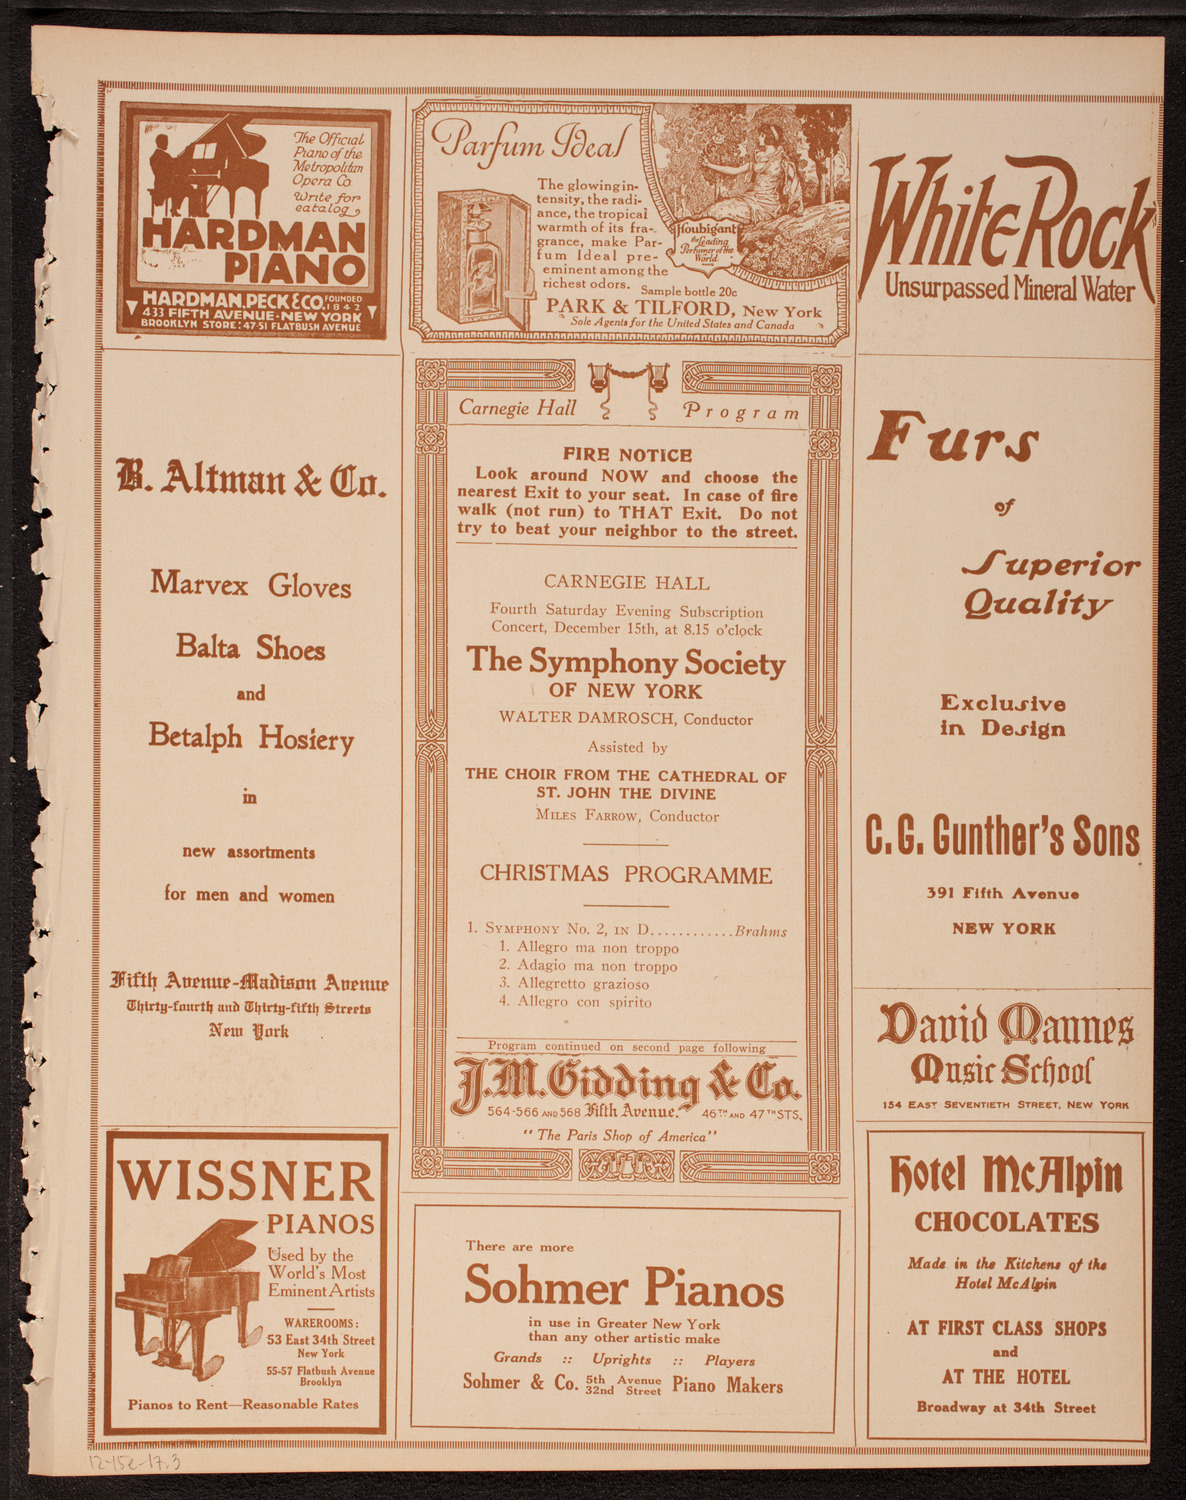 The Official
Piano of the
Metropolitan
Opera Co.
Write for
catalog
HARDMAN
PIANO
HARDMAN, PECK & CO. FOUNDED 1842
433 FIFTH AVENUE - NEW YORK
BROOKLYN STORE: 47-51 FLATBUSH AVENUE
Parfum Ideal
The glowing in-
tensity, the radi-
ance, the tropical
warmth of its fra-
grance, make Par-
fum Ideal pre-
eminent among the
richest odors. Sample bottle 20c
Houbigant
the Leading
Perfumer of the
World.
PARK & TILFORD, New York
Sole Agents for the United States and Canada
White Rock
Unsurpassed Mineral Water
B. Altman & Co.
Marvex Gloves
Balta Shoes
and
Betalph Hosiery
in
new assortments
for men and women
Fifth Avenue-Madison Avenue
Thirty-fourth and Thirty-fifth Streets
New York
Carnegie Hall Program
FIRE NOTICE
Look around NOW and choose the
nearest Exit to your seat. In case of fire
walk (not run) to THAT Exit. Do not
try to beat your neighbor to the street.
CARNEGIE HALL
Fourth Saturday Evening Subscription
Concert, December 15th, at 8.15 o'clock
The Symphony Society
OF NEW YORK
WALTER DAMROSCH, Conductor
Assisted by
THE CHOIR FROM THE CATHEDRAL OF
ST. JOHN THE DIVINE
MILES FARROW, Conductor
CHRISTMAS PROGRAMME
1. SYMPHONY No. 2, IN D............Brahms
1. Allegro ma non troppo
2. Adagio ma non troppo
3. Allegretto grazioso
4. Allegro con spirito
Program continued on second page following
J. M. Gidding & Co.
564-566 AND 568 Fifth Avenue. 46TH AND 47TH STS.
"The Paris Shop of America"
Furs
of
Superior
Quality
Exclusive
in Design
C. G. Gunther's Sons
391 Fifth Avenue
NEW YORK
David Mannes
Music School
154 EAST SEVENTIETH STREET, NEW YORK
WISSNER
PIANOS
Used by the
World's Most
Eminent Artists
WAREROOMS:
53 East 34th Street
New York
55-57 Flatbush Avenue
Brooklyn
Pianos to Rent—Reasonable Rates
There are more
Sohmer Pianos
in use in Greater New York
than any other artistic make
Grands :: Uprights :: Players
Sohmer & Co. 5th Avenue 32nd Street Piano Makers
Hotel McAlpin
CHOCOLATES
Made in the Kitchens of the
Hotel McAlpin
AT FIRST CLASS SHOPS
and
AT THE HOTEL
Broadway at 34th Street
12-15e-17.3